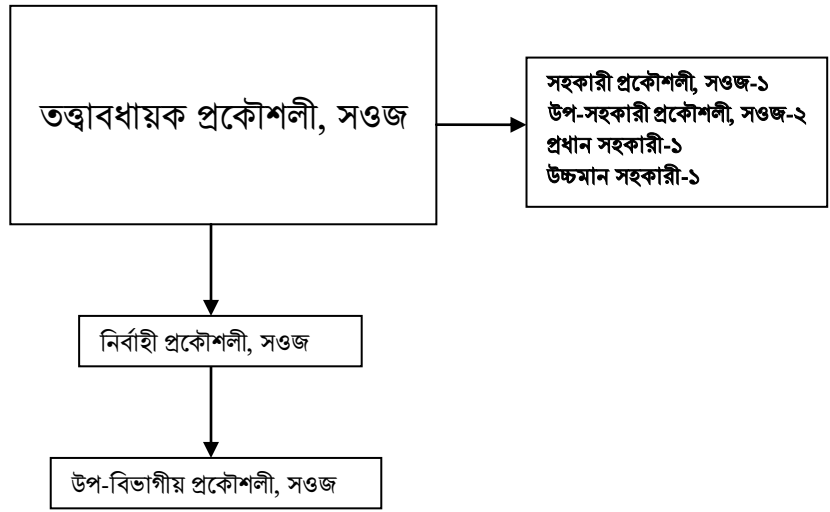 তত্ত্বাবধায়ক প্রকৌশলী, সওজ
সহকারী প্রকৌশলী, সওজ-১
উপ-সহকারী প্রকৌশলী, সওজ-২
প্রধান সহকারী-১
উচ্চমান সহকারী-১
নির্বাহী প্রকৌশলী, সওজ
উপ-বিভাগীয় প্রকৌশলী, সওজ